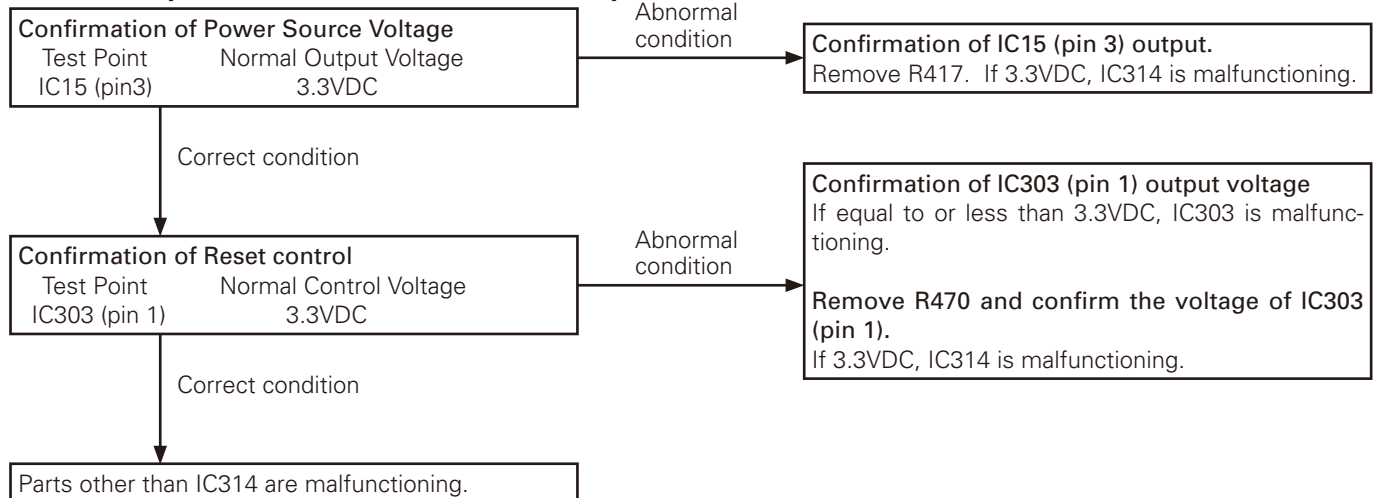 Confirmation of Power Source Voltage
Test Point Normal Output Voltage
IC15 (pin3) 3.3VDC
Abnormal
condition
Confirmation of IC15 (pin 3) output.
Remove R417. If 3.3VDC, IC314 is malfunctioning.
Correct condition
Confirmation of Reset control
Test Point Normal Control Voltage
IC303 (pin 1) 3.3VDC
Abnormal
condition
Confirmation of IC303 (pin 1) output voltage
If equal to or less than 3.3VDC, IC303 is malfunc-
tioning.
Remove R470 and confirm the voltage of IC303
(pin 1).
If 3.3VDC, IC314 is malfunctioning.
Correct condition
Parts other than IC314 are malfunctioning.